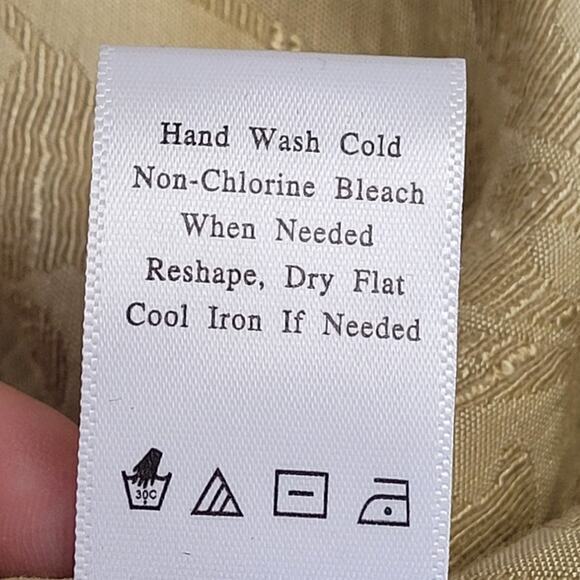 Hand Wash Cold
Non-Chlorine Bleach
When Needed
Reshape, Dry Flat
Cool Iron If Needed
30C